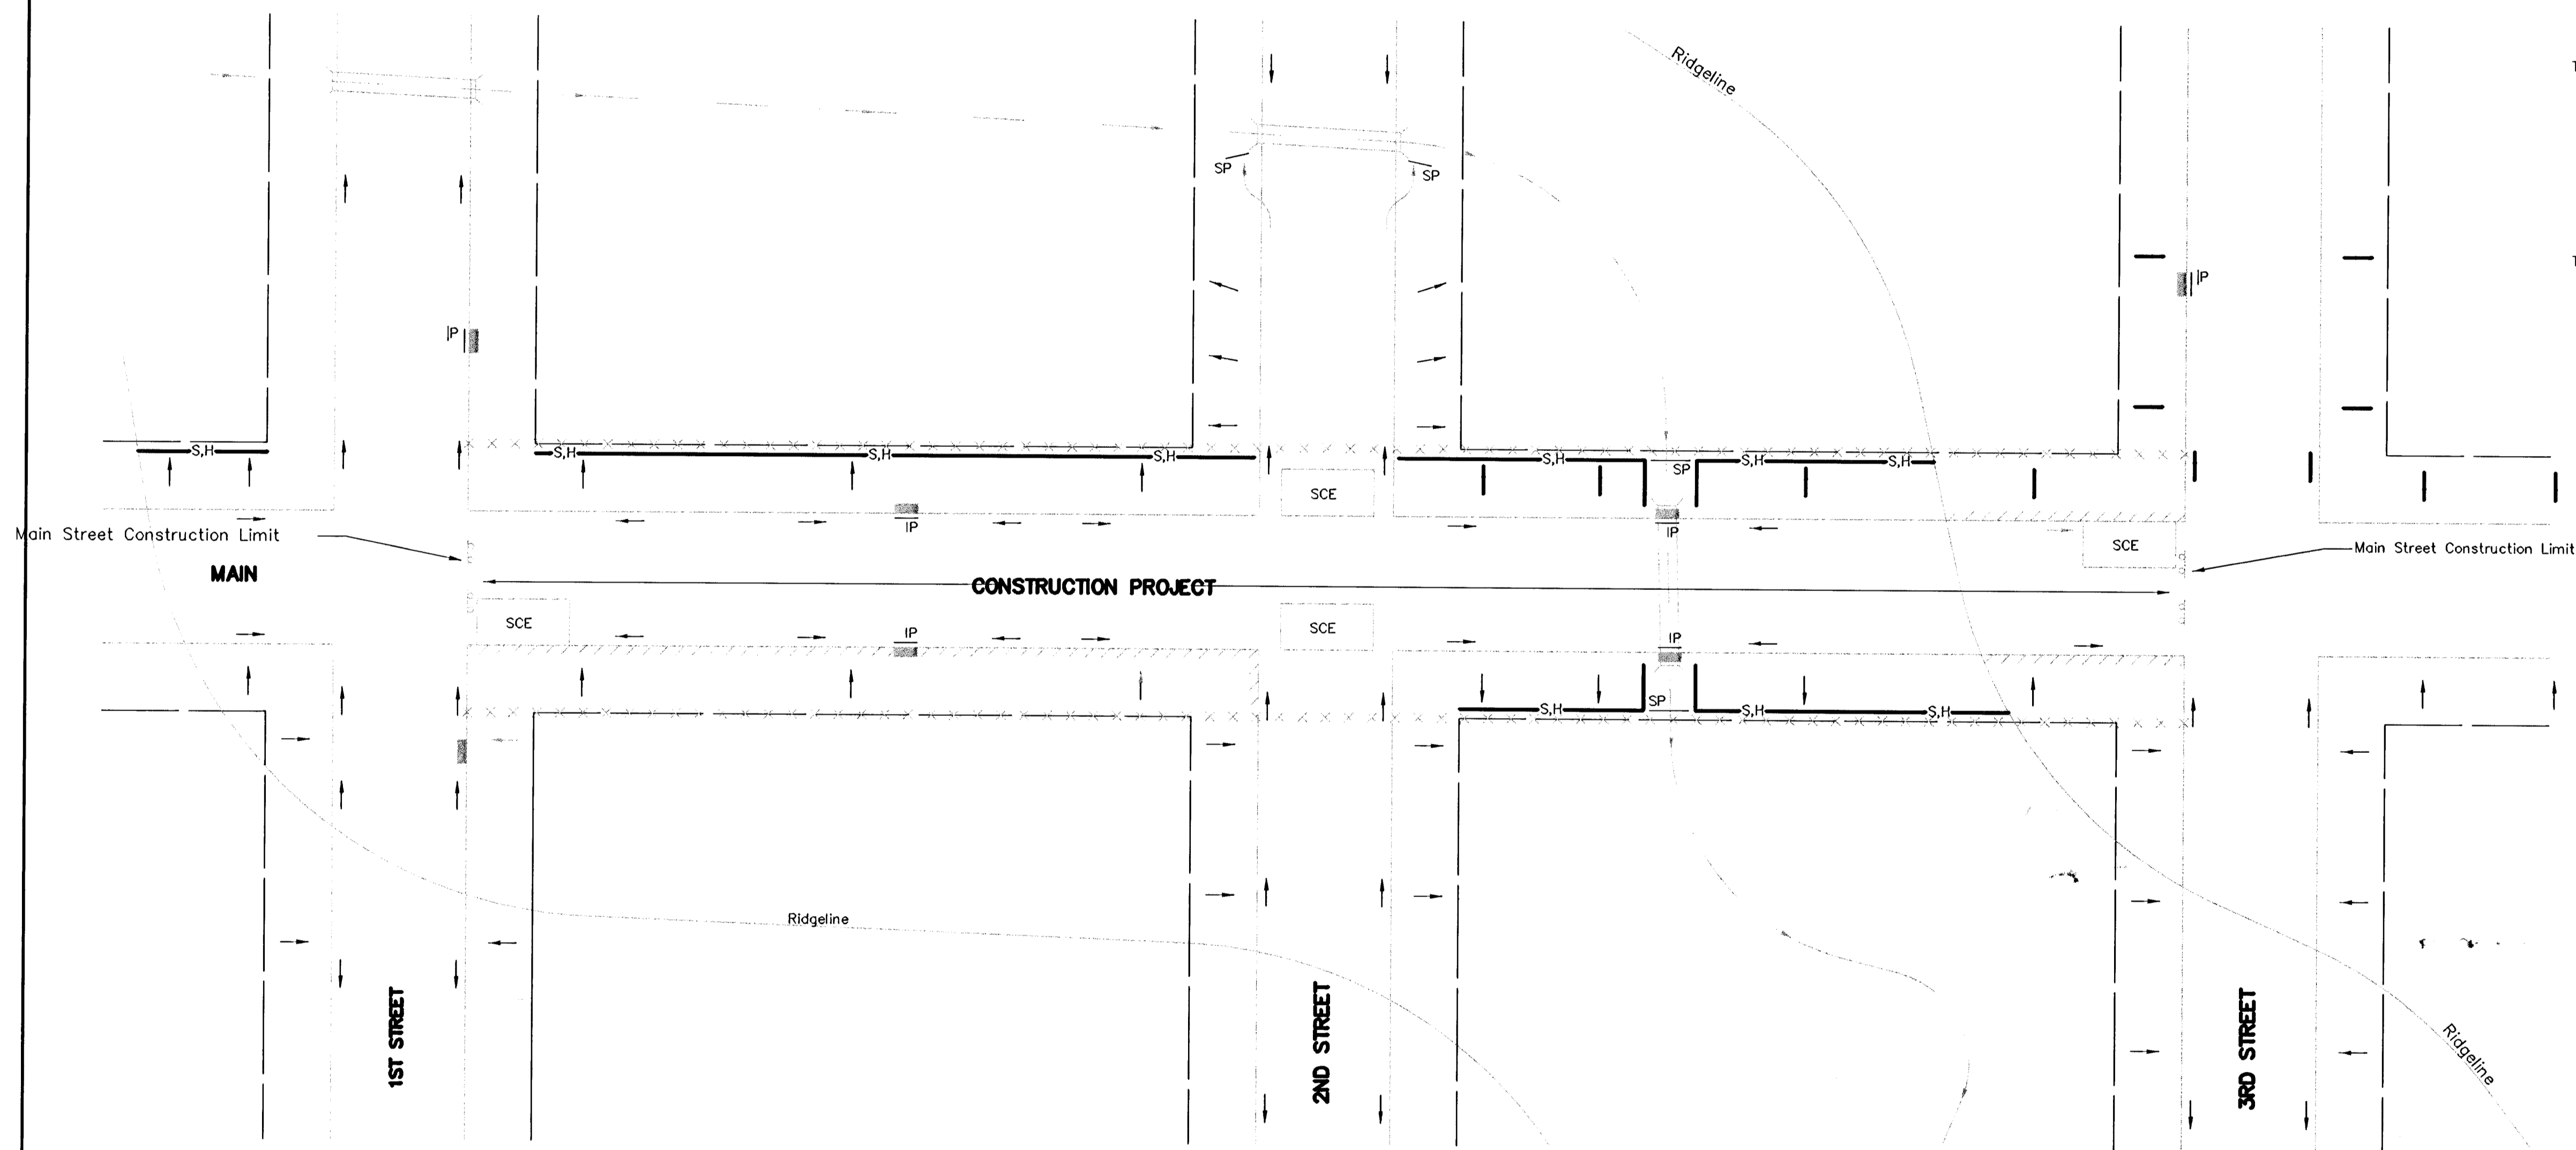 Ridgeline
SP
SP
IP
IP
S,H
S,H
S,H
S,H
S,H
SP
S,H
S,H
SCE
IP
IP
Main Street Construction Limit
SCE
Main Street Construction Limit
MAIN
CONSTRUCTION PROJECT
SCE
SCE
IP
IP
S,H
SP
S,H
S,H
Ridgeline
1ST STREET
2ND STREET
3RD STREET
Ridgeline